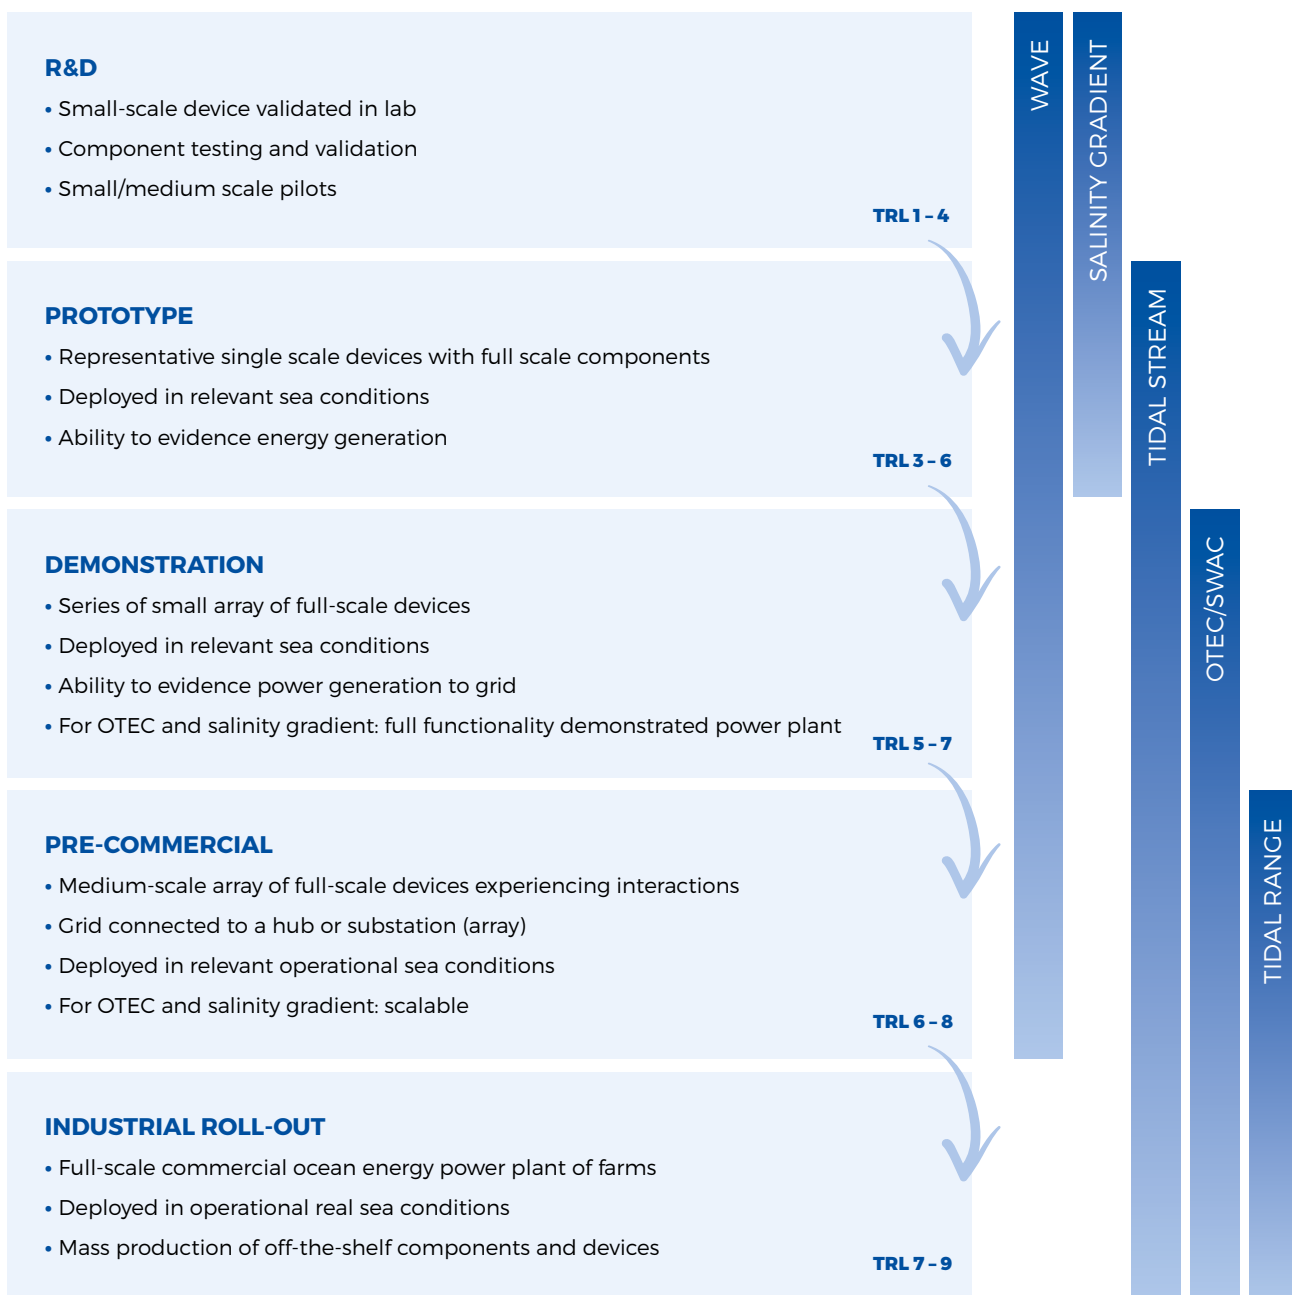 R&D
• Small-scale device validated in lab
• Component testing and validation
• Small/medium scale pilots
TRL 1 – 4
PROTOTYPE
• Representative single scale devices with full scale components
• Deployed in relevant sea conditions
• Ability to evidence energy generation
TRL 3 – 6
DEMONSTRATION
• Series of small array of full-scale devices
• Deployed in relevant sea conditions
• Ability to evidence power generation to grid
• For OTEC and salinity gradient: full functionality demonstrated power plant
TRL 5 – 7
PRE-COMMERCIAL
• Medium-scale array of full-scale devices experiencing interactions
• Grid connected to a hub or substation (array)
• Deployed in relevant operational sea conditions
• For OTEC and salinity gradient: scalable
TRL 6 – 8
INDUSTRIAL ROLL-OUT
• Full-scale commercial ocean energy power plant of farms
• Deployed in operational real sea conditions
• Mass production of off-the-shelf components and devices
TRL 7 – 9
WAVE
SALINITY GRADIENT
TIDAL STREAM
OTEC/SWAC
TIDAL RANGE